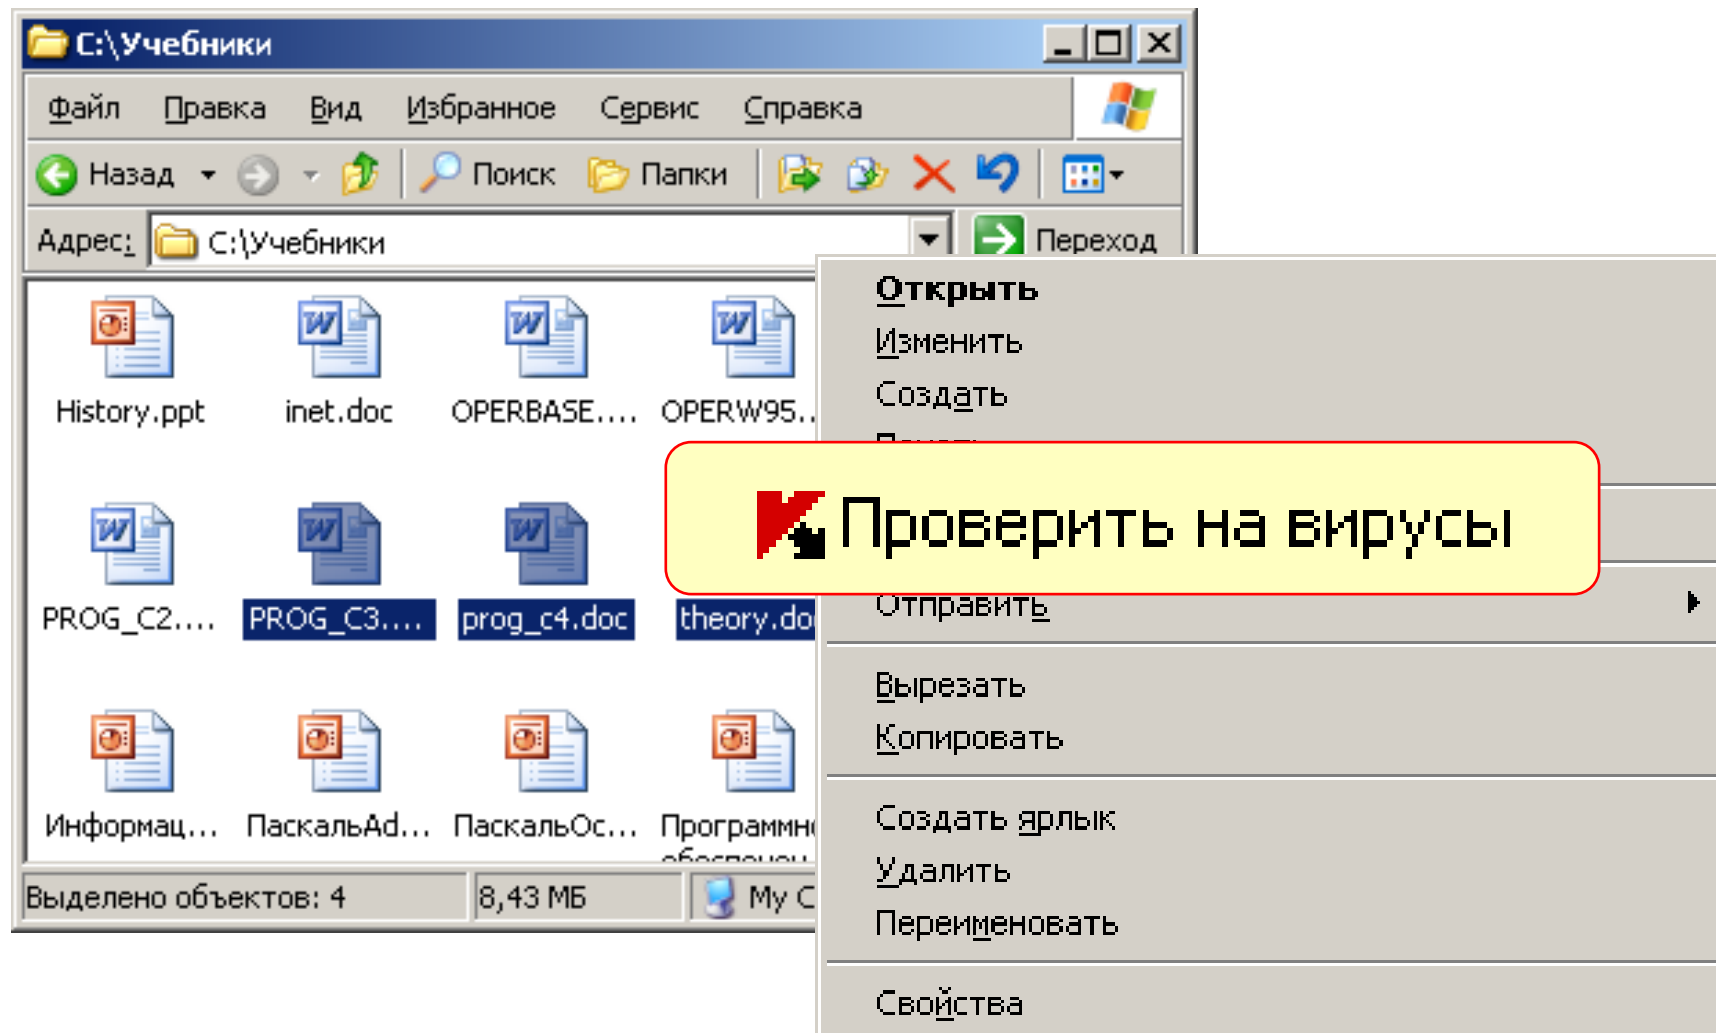 C:\Учебники
Файл Правка Вид Избранное Сервис Справка
Назад Поиск Папки
Адрес: C:\Учебники Переход
History.ppt inet.doc OPERBASE.... OPERW95..
PROG_C2.... PROG_C3.... prog_c4.doc theory.do
Информац... ПаскальAd... ПаскальОс... Программн
Выделено объектов: 4 8,43 МБ My C
Открыть
Изменить
Создать
Проверить на вирусы
Отправить
Вырезать
Копировать
Создать ярлык
Удалить
Переименовать
Свойства